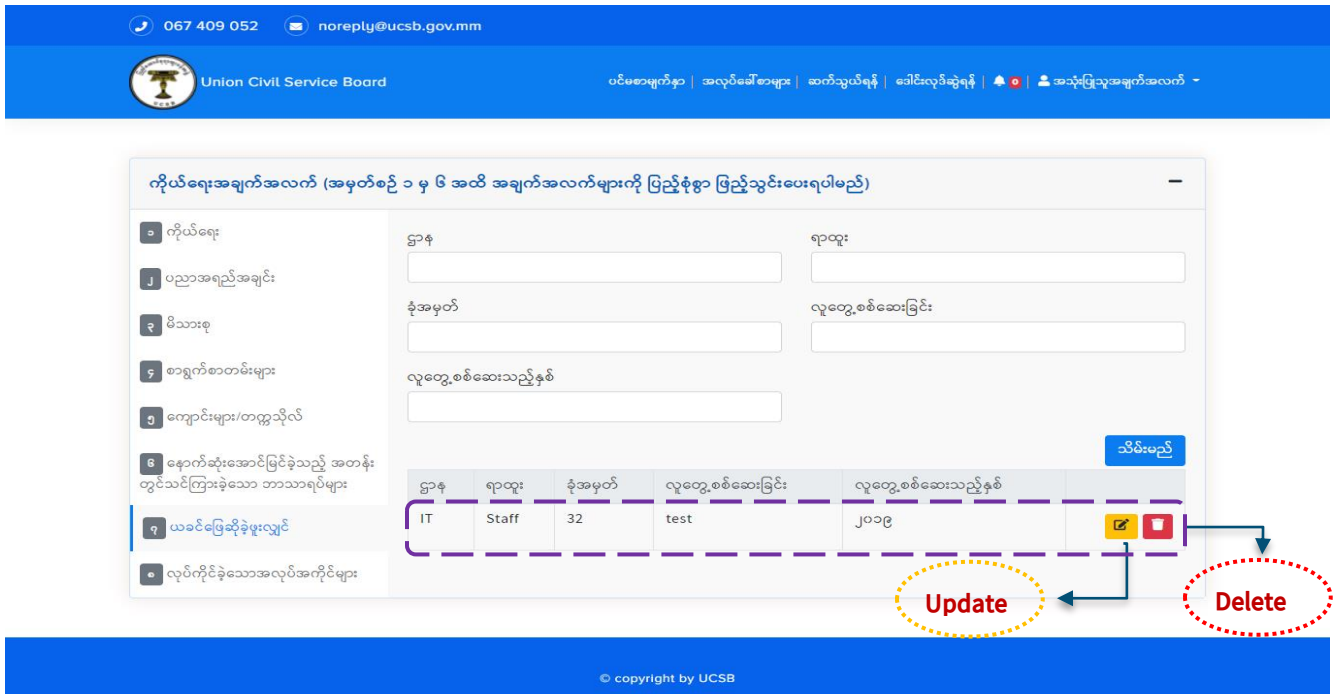 067 409 052 noreply@ucsb.gov.mm
Union Civil Service Board
UCSB
ပင်မစာမျက်နှာ | အလုပ်ခေါ်စာများ | ဆက်သွယ်ရန် | ဒေါင်းလုဒ်ဆွဲရန် | 0 | အသုံးပြုသူအချက်အလက်
ကိုယ်ရေးအချက်အလက် (အမှတ်စဉ် ၁ မှ ၆ အထိ အချက်အလက်များကို ပြည့်စုံစွာ ဖြည့်သွင်းပေးရပါမည်)
၁ ကိုယ်ရေး
၂ ပညာအရည်အချင်း
၃ မိသားစု
၄ စာရွက်စာတမ်းများ
၅ ကျောင်းများ/တက္ကသိုလ်
၆ နောက်ဆုံးအောင်မြင်ခဲ့သည့် အတန်း
တွင်သင်ကြားခဲ့သော ဘာသာရပ်များ
၇ ယခင်ဖြေဆိုခဲ့ဖူးလျှင်
၈ လုပ်ကိုင်ခဲ့သောအလုပ်အကိုင်များ
ဌာန ရာထူး
ခုံအမှတ် လူတွေ့စစ်ဆေးခြင်း
လူတွေ့စစ်ဆေးသည့်နှစ်
သိမ်းမည်
ဌာန ရာထူး ခုံအမှတ် လူတွေ့စစ်ဆေးခြင်း လူတွေ့စစ်ဆေးသည့်နှစ်
IT Staff 32 test ၂၀၁၉
Update Delete
© copyright by UCSB